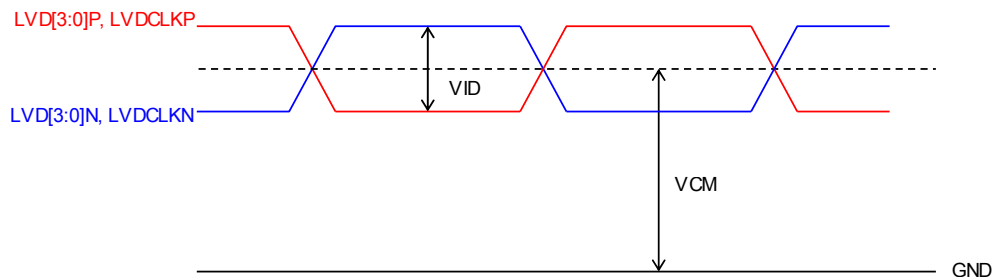 LVD[3:0]P, LVDCLKP
VID
LVD[3:0]N, LVDCLKN
VCM
GND